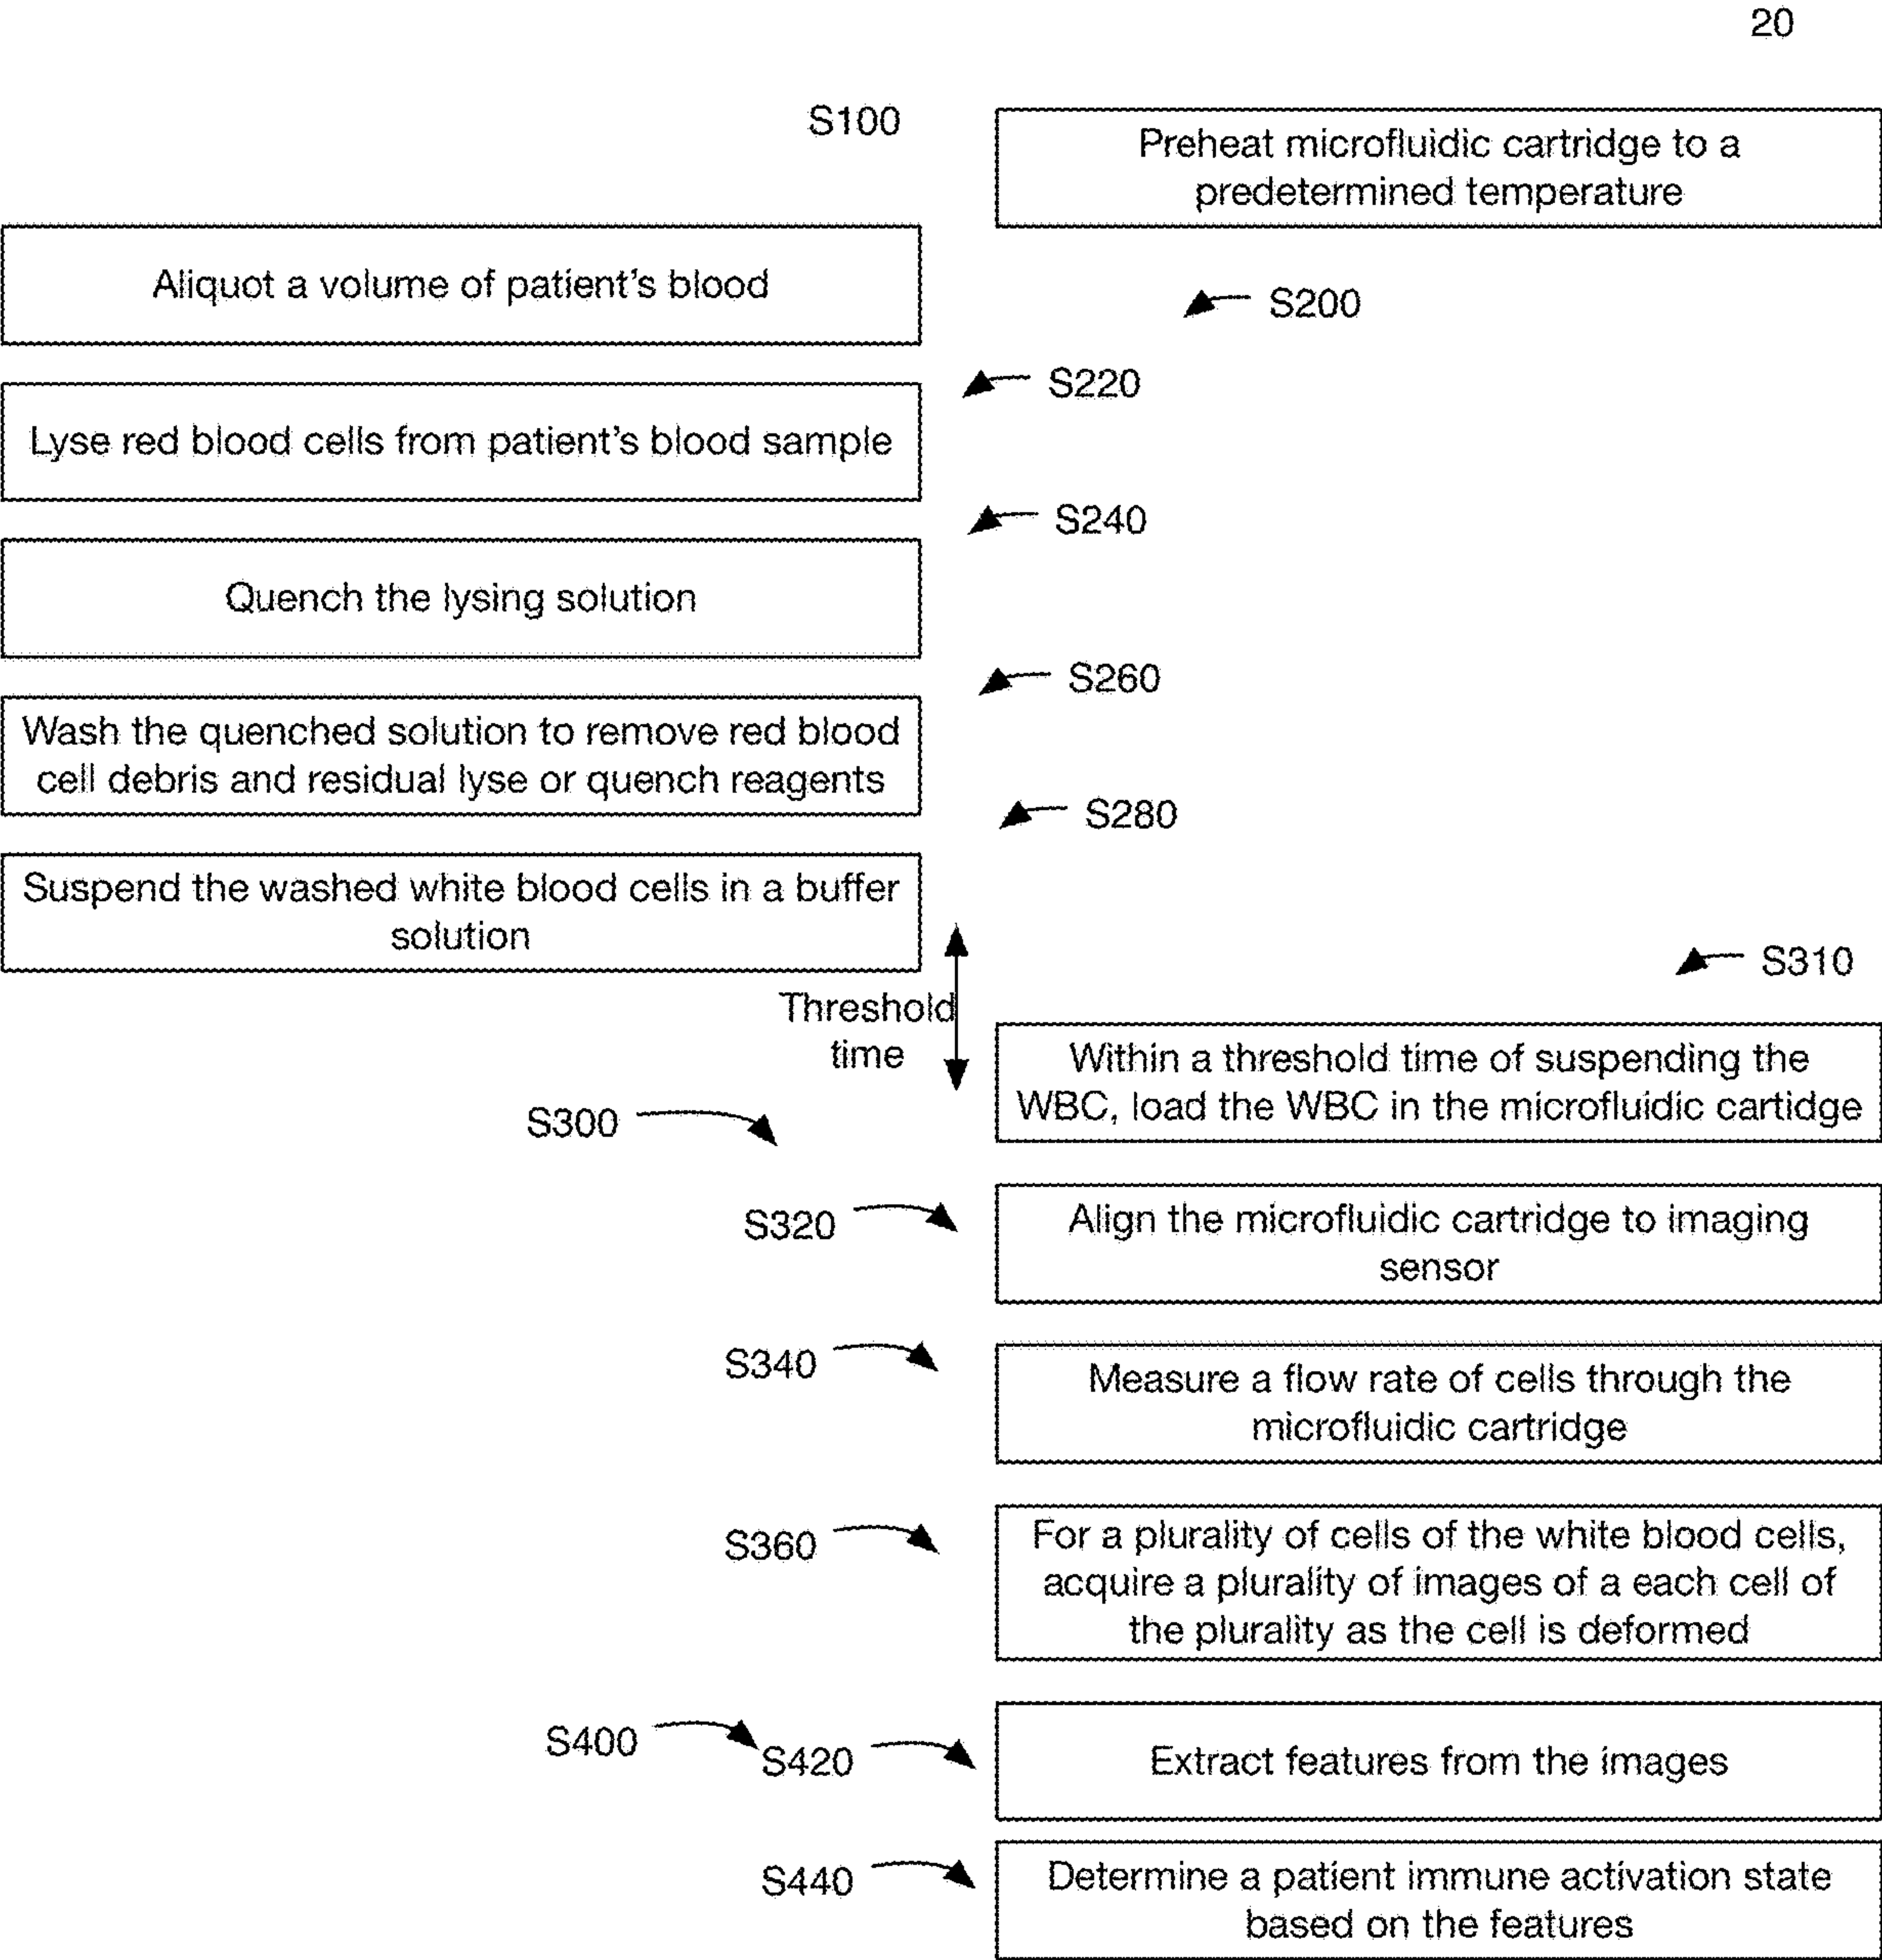 20
S100
Preheat microfluidic cartridge to a
predetermined temperature
Aliquot a volume of patient's blood
S200
S220
Lyse red blood cells from patient's blood sample
S240
Quench the lysing solution
S260
Wash the quenched solution to remove red blood
cell debris and residual lyse or quench reagents
S280
Suspend the washed white blood cells in a buffer
solution
S310
Threshold
time
Within a threshold time of suspending the
WBC, load the WBC in the microfluidic cartidge
S300
S320
Align the microfluidic cartridge to imaging
sensor
S340
Measure a flow rate of cells through the
microfluidic cartridge
S360
For a plurality of cells of the white blood cells,
acquire a plurality of images of a each cell of
the plurality as the cell is deformed
S400
S420
Extract features from the images
S440
Determine a patient immune activation state
based on the features